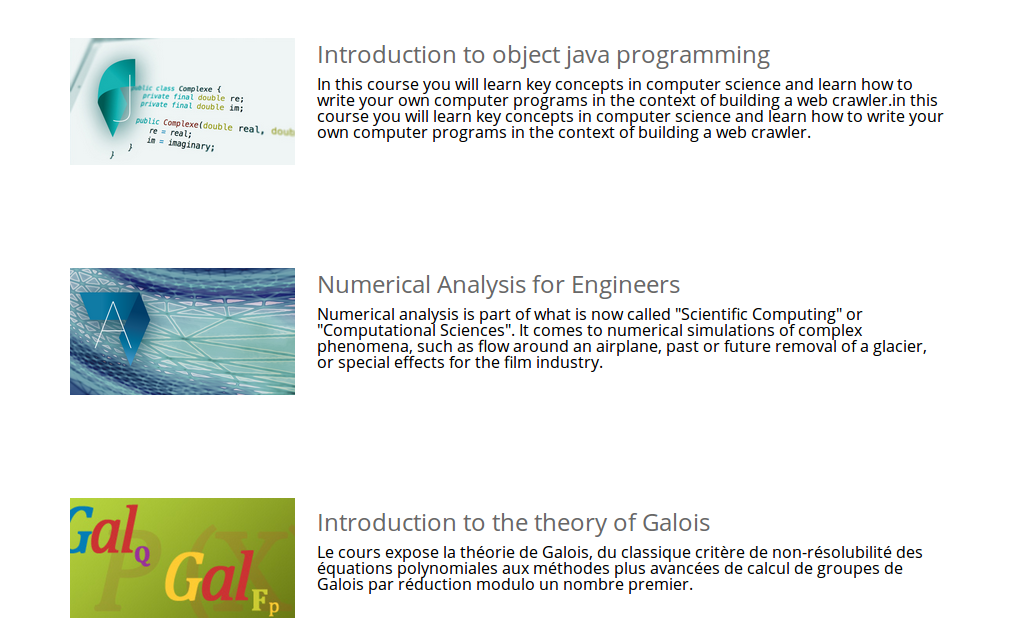 J
public class Complexe {
private final double re;
private final double im;
public Complexe(double real, doub
re = real;
im = imaginary;
}
}
Introduction to object java programming
In this course you will learn key concepts in computer science and learn how to
write your own computer programs in the context of building a web crawler.in this
course you will learn key concepts in computer science and learn how to write your
own computer programs in the context of building a web crawler.
A
Numerical Analysis for Engineers
Numerical analysis is part of what is now called "Scientific Computing" or
"Computational Sciences". It comes to numerical simulations of complex
phenomena, such as flow around an airplane, past or future removal of a glacier,
or special effects for the film industry.
GalQ
P(X
GalFp
Introduction to the theory of Galois
Le cours expose la théorie de Galois, du classique critère de non-résolubilité des
équations polynomiales aux méthodes plus avancées de calcul de groupes de
Galois par réduction modulo un nombre premier.